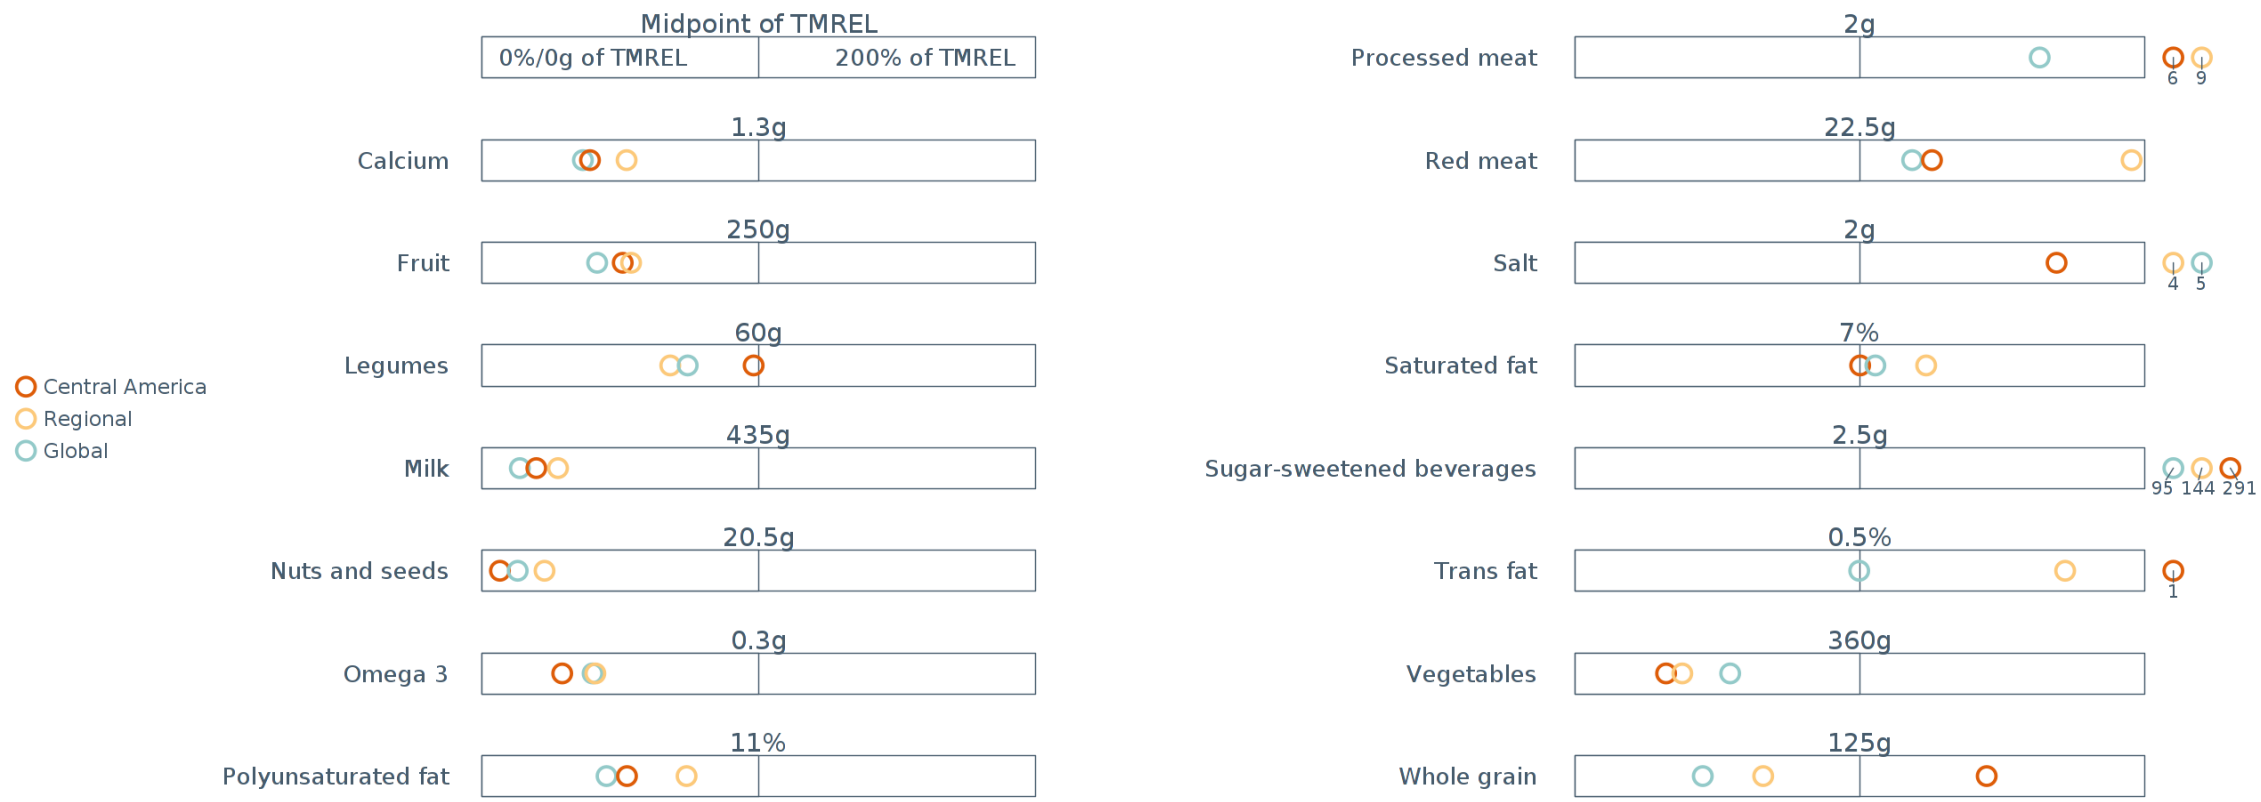 Midpoint of TMREL
0%/0g of TMREL 200% of TMREL
1.3g
Calcium
250g
Fruit
60g
Legumes
435g
Milk
20.5g
Nuts and seeds
0.3g
Omega 3
11%
Polyunsaturated fat
Central America
Regional
Global
2g
Processed meat
6 9
22.5g
Red meat
2g
Salt
4 5
7%
Saturated fat
2.5g
Sugar-sweetened beverages
95 144 291
0.5%
Trans fat
1
360g
Vegetables
125g
Whole grain